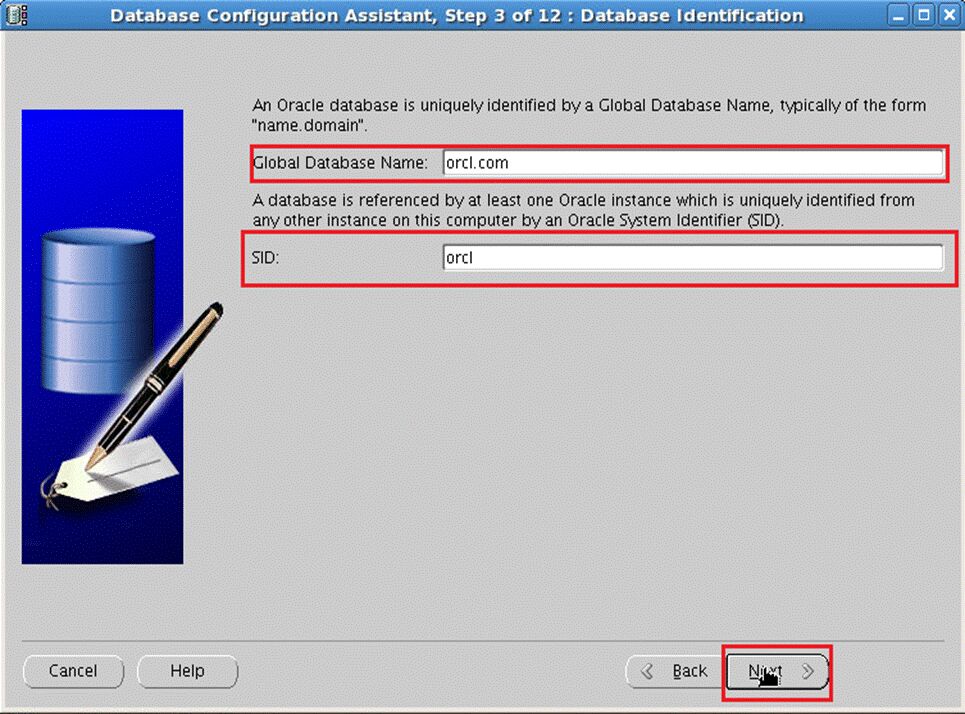 Database Configuration Assistant, Step 3 of 12 : Database Identification
An Oracle database is uniquely identified by a Global Database Name, typically of the form
"name.domain".
Global Database Name: orcl.com
A database is referenced by at least one Oracle instance which is uniquely identified from
any other instance on this computer by an Oracle System Identifier (SID).
SID: orcl
Cancel Help Back Next